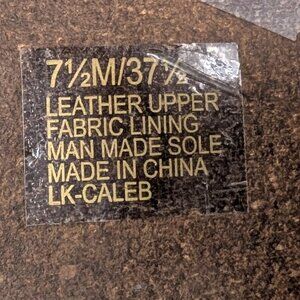 7½M/37½
LEATHER UPPER
FABRIC LINING
MAN MADE SOLE
MADE IN CHINA
LK-CALEB